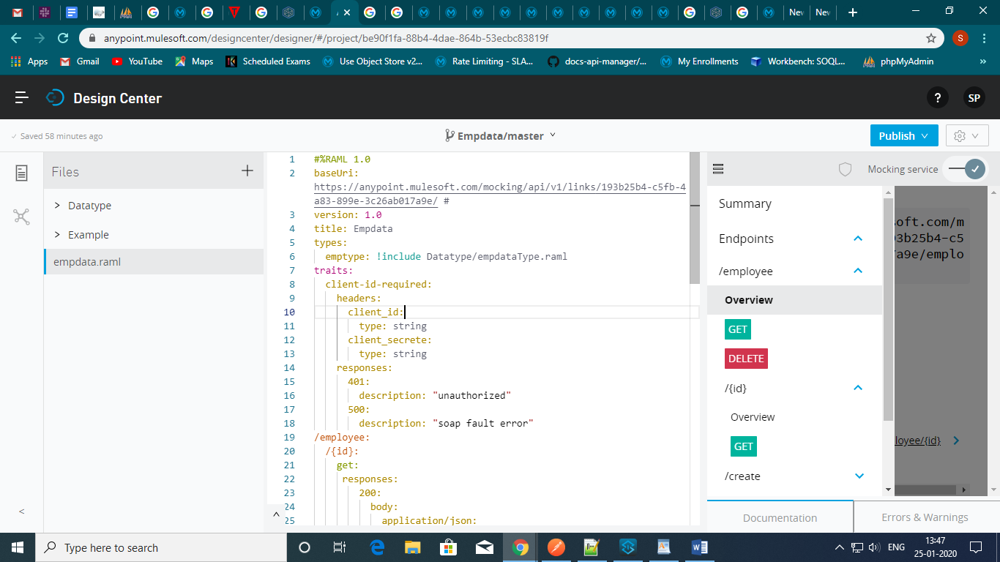 A
New
New
S
anypoint.mulesoft.com/designcenter/designer/#/project/be90f1fa-88b4-4dae-864b-53ecbc83819f
Apps
Gmail
YouTube
Maps
Scheduled Exams
Use Object Store v2...
Rate Limiting - SLA...
docs-api-manager/...
My Enrollments
Workbench: SOQL...
phpMyAdmin
»
Design Center
?
SP
Saved 58 minutes ago
Empdata/master
Publish
Files
Datatype
Example
empdata.raml
1 #%RAML 1.0
2 baseUri:
https://anypoint.mulesoft.com/mocking/api/v1/links/193b25b4-c5fb-4
a83-899e-3c26ab017a9e/ #
3 version: 1.0
4 title: Empdata
5 types:
6 emptype: !include Datatype/empdataType.raml
7 traits:
8 client-id-required:
9 headers:
10 client_id:
11 type: string
12 client_secrete:
13 type: string
14 responses:
15 401:
16 description: "unauthorized"
17 500:
18 description: "soap fault error"
19 /employee:
20 /{id}:
21 get:
22 responses:
23 200:
24 body:
25 application/json:
Mocking service
Summary
Endpoints
/employee
Overview
GET
DELETE
/{id}
Overview
GET
/create
soft.com/m
93b25b4-c5
7a9e/emplo
loyee/{id}
Documentation
Errors & Warnings
Type here to search
ENG
13:47
25-01-2020